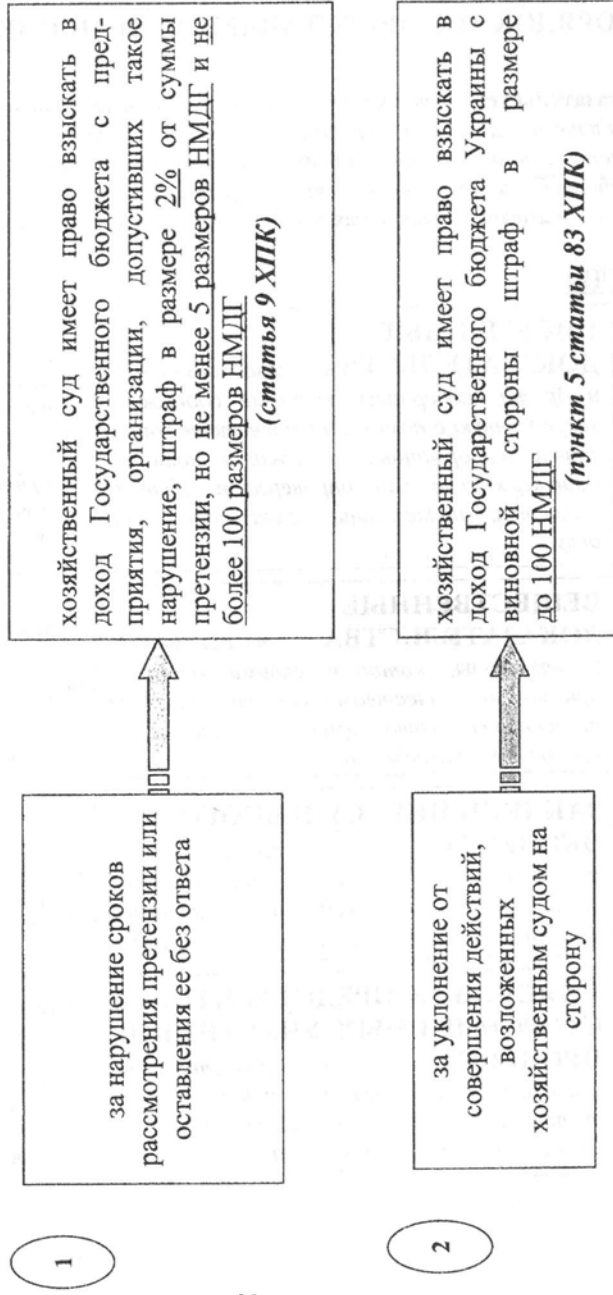 1
за нарушение сроков
рассмотрения претензии или
оставления ее без ответа
хозяйственный суд имеет право взыскать в
доход Государственного бюджета с пред-
приятия, организации, допустивших такое
нарушение, штраф в размере 2% от суммы
претензии, но не менее 5 размеров НМДГ и не
более 100 размеров НМДГ
(статья 9 ХПК)
2
за уклонение от
совершения действий,
возложенных
хозяйственным судом на
сторону
хозяйственный суд имеет право взыскать в
доход Государственного бюджета Украины с
виновной стороны штраф в размере
до 100 НМДГ
(пункт 5 статьи 83 ХПК)